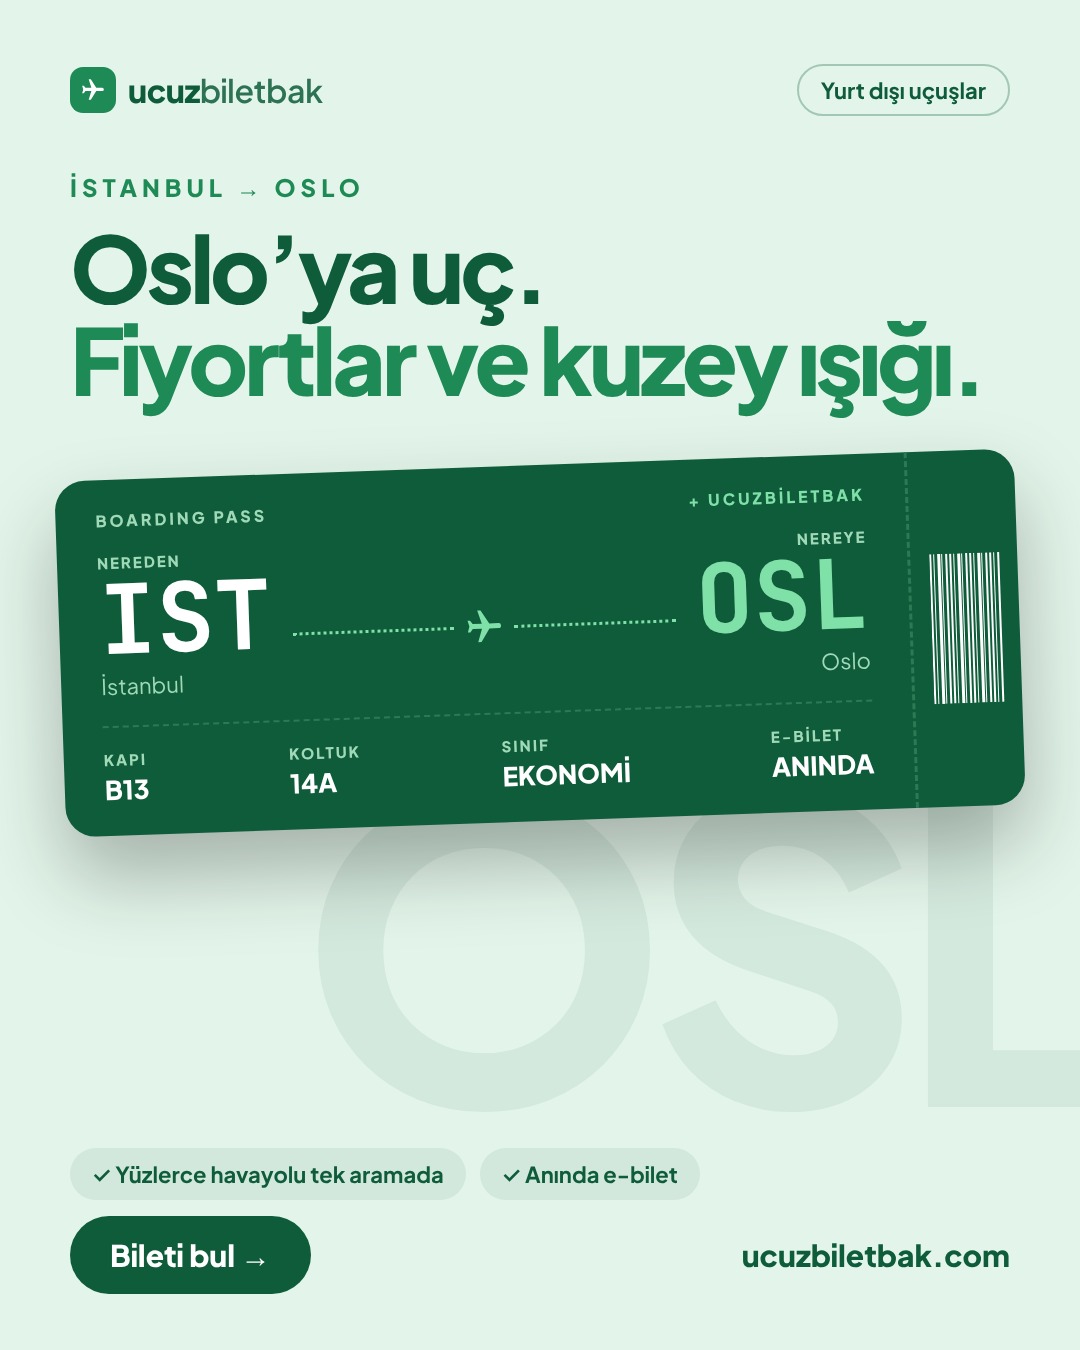 ucuzbiletbak
Yurt dışı uçuşlar
İSTANBUL → OSLO
Oslo’ya uç.
Fiyortlar ve kuzey ışığı.
BOARDING PASS
+ UCUZBİLETBAK
NEREDEN
NEREYE
IST
OSL
İstanbul
Oslo
KAPI
KOLTUK
SINIF
E-BİLET
B13
14A
EKONOMİ
ANINDA
OSL
✓ Yüzlerce havayolu tek aramada
✓ Anında e-bilet
Bileti bul →
ucuzbiletbak.com